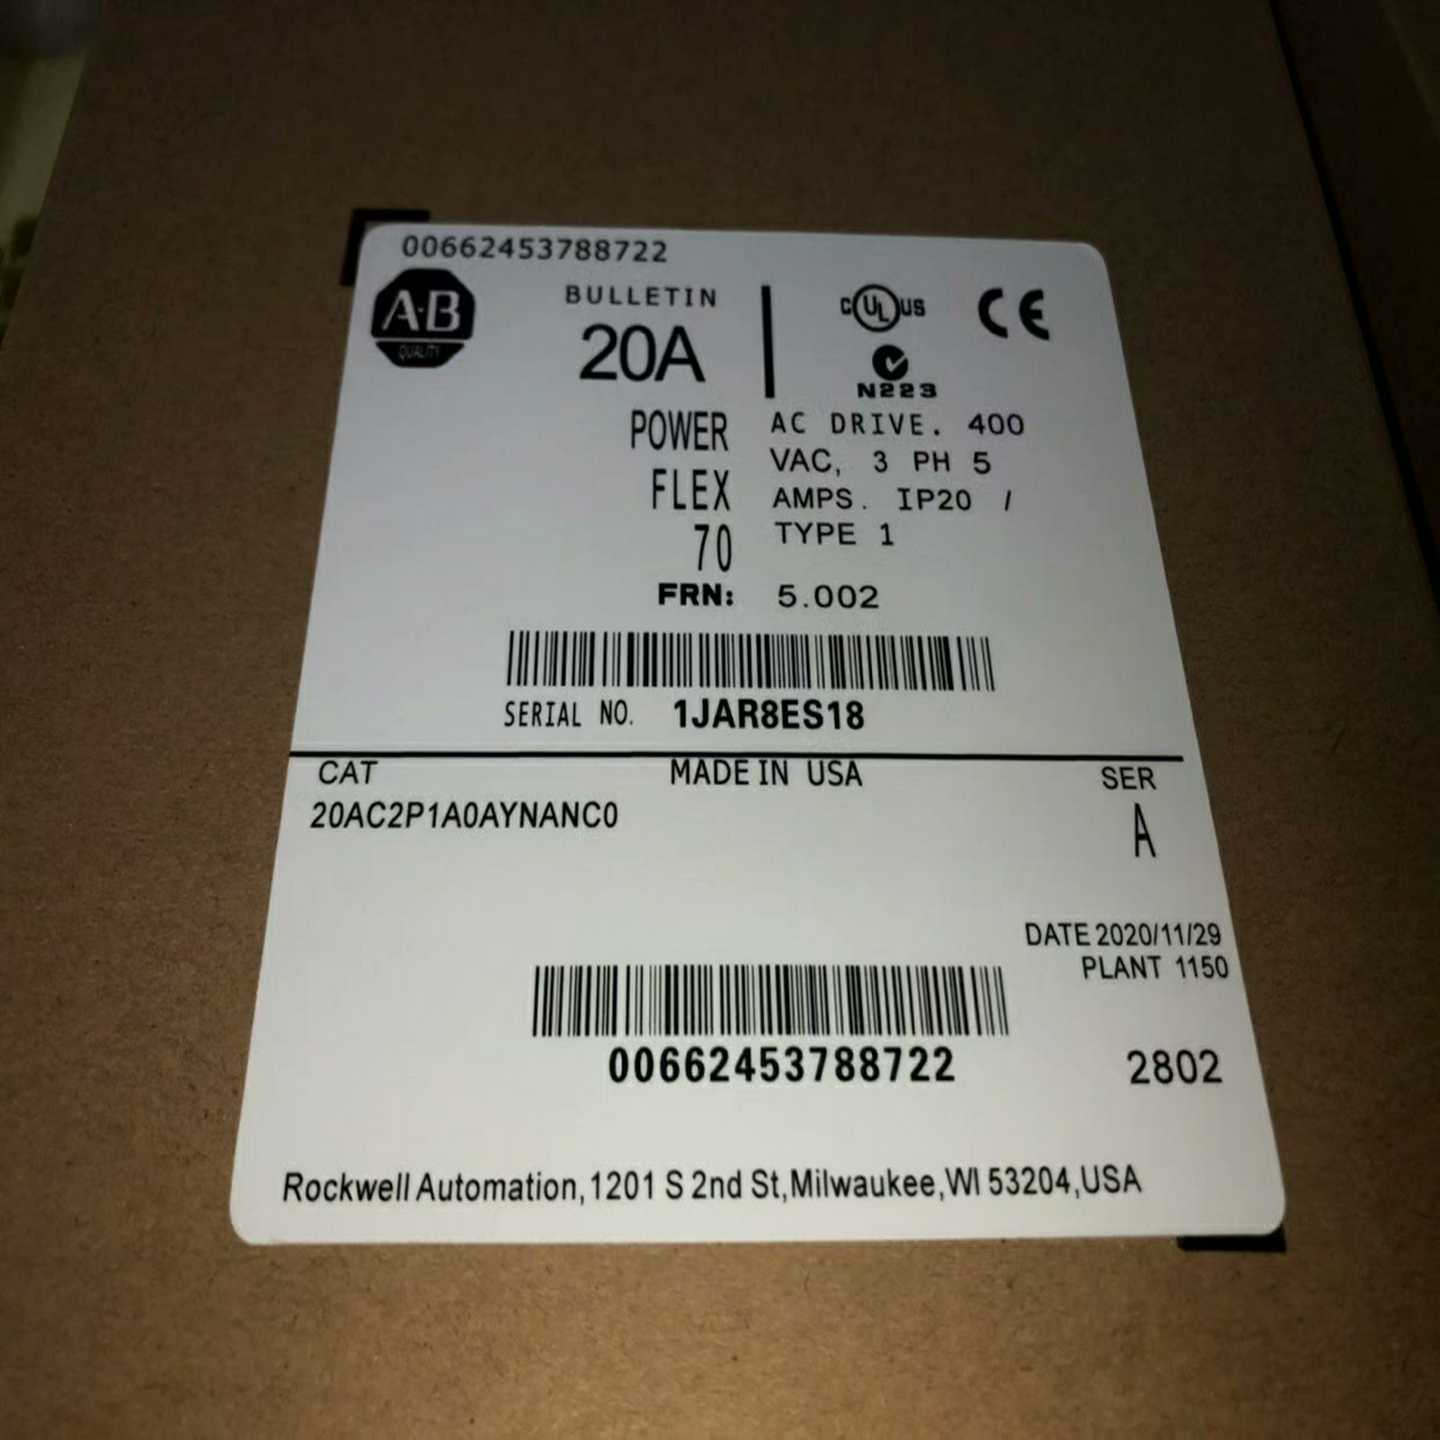 00662453788722
A·B
QUALITY
BULLETIN
20A
C UL US
CE
N223
POWER
FLEX
70
AC DRIVE. 400
VAC, 3 PH 5
AMPS. IP20 /
TYPE 1
FRN: 5.002
SERIAL NO. 1JAR8ES18
CAT MADE IN USA SER
20AC2P1A0AYNANC0 A
DATE 2020/11/29
PLANT 1150
00662453788722 2802
Rockwell Automation,1201 S 2nd St,Milwaukee,WI 53204,USA